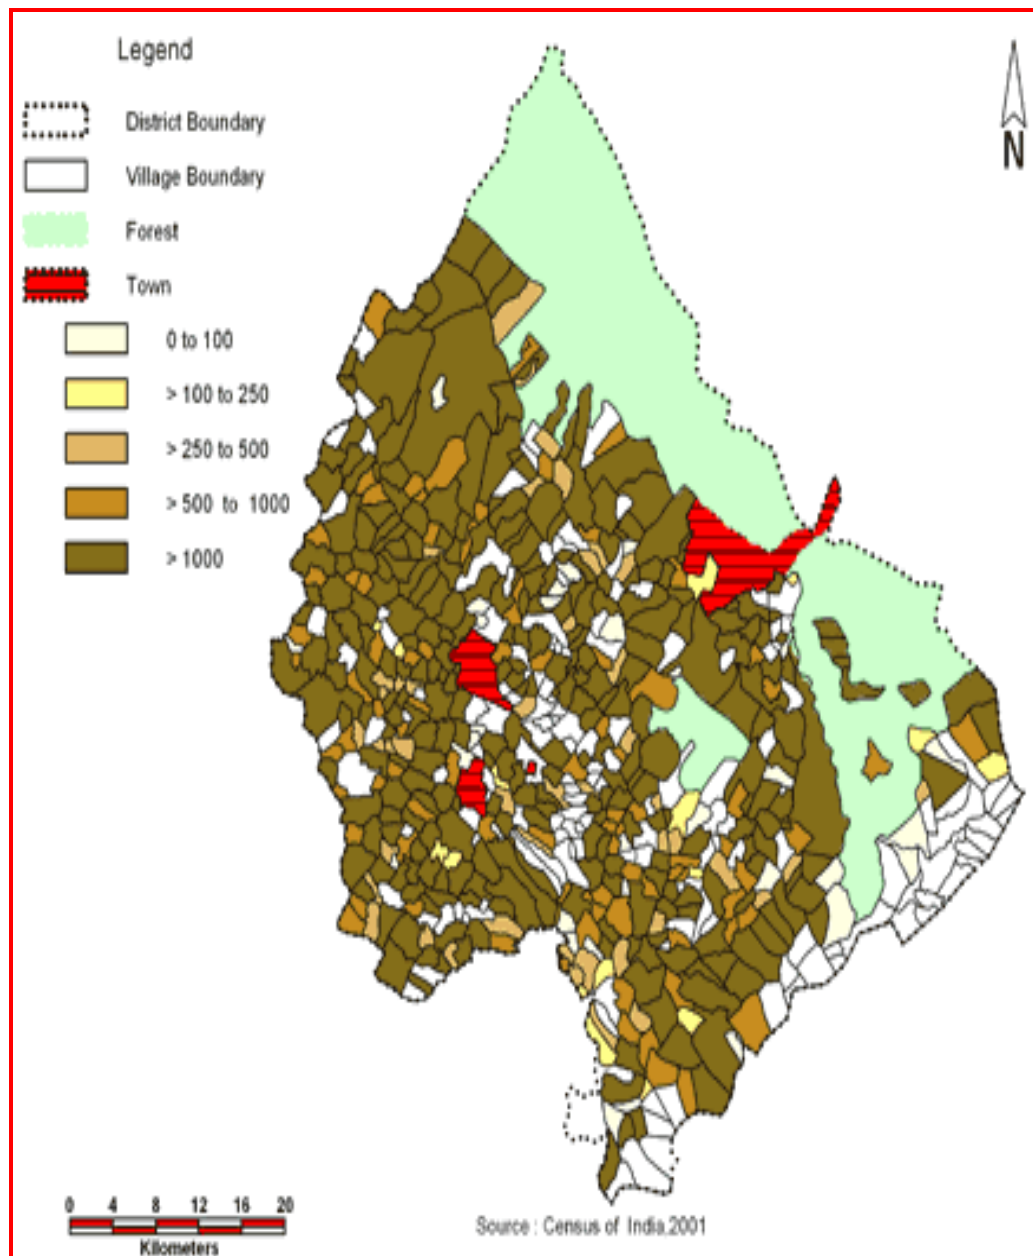 Legend
District Boundary
Village Boundary
Forest
Town
0 to 100
> 100 to 250
> 250 to 500
> 500 to 1000
> 1000
N
0 4 8 12 16 20
Kilometers
Source : Census of India,2001